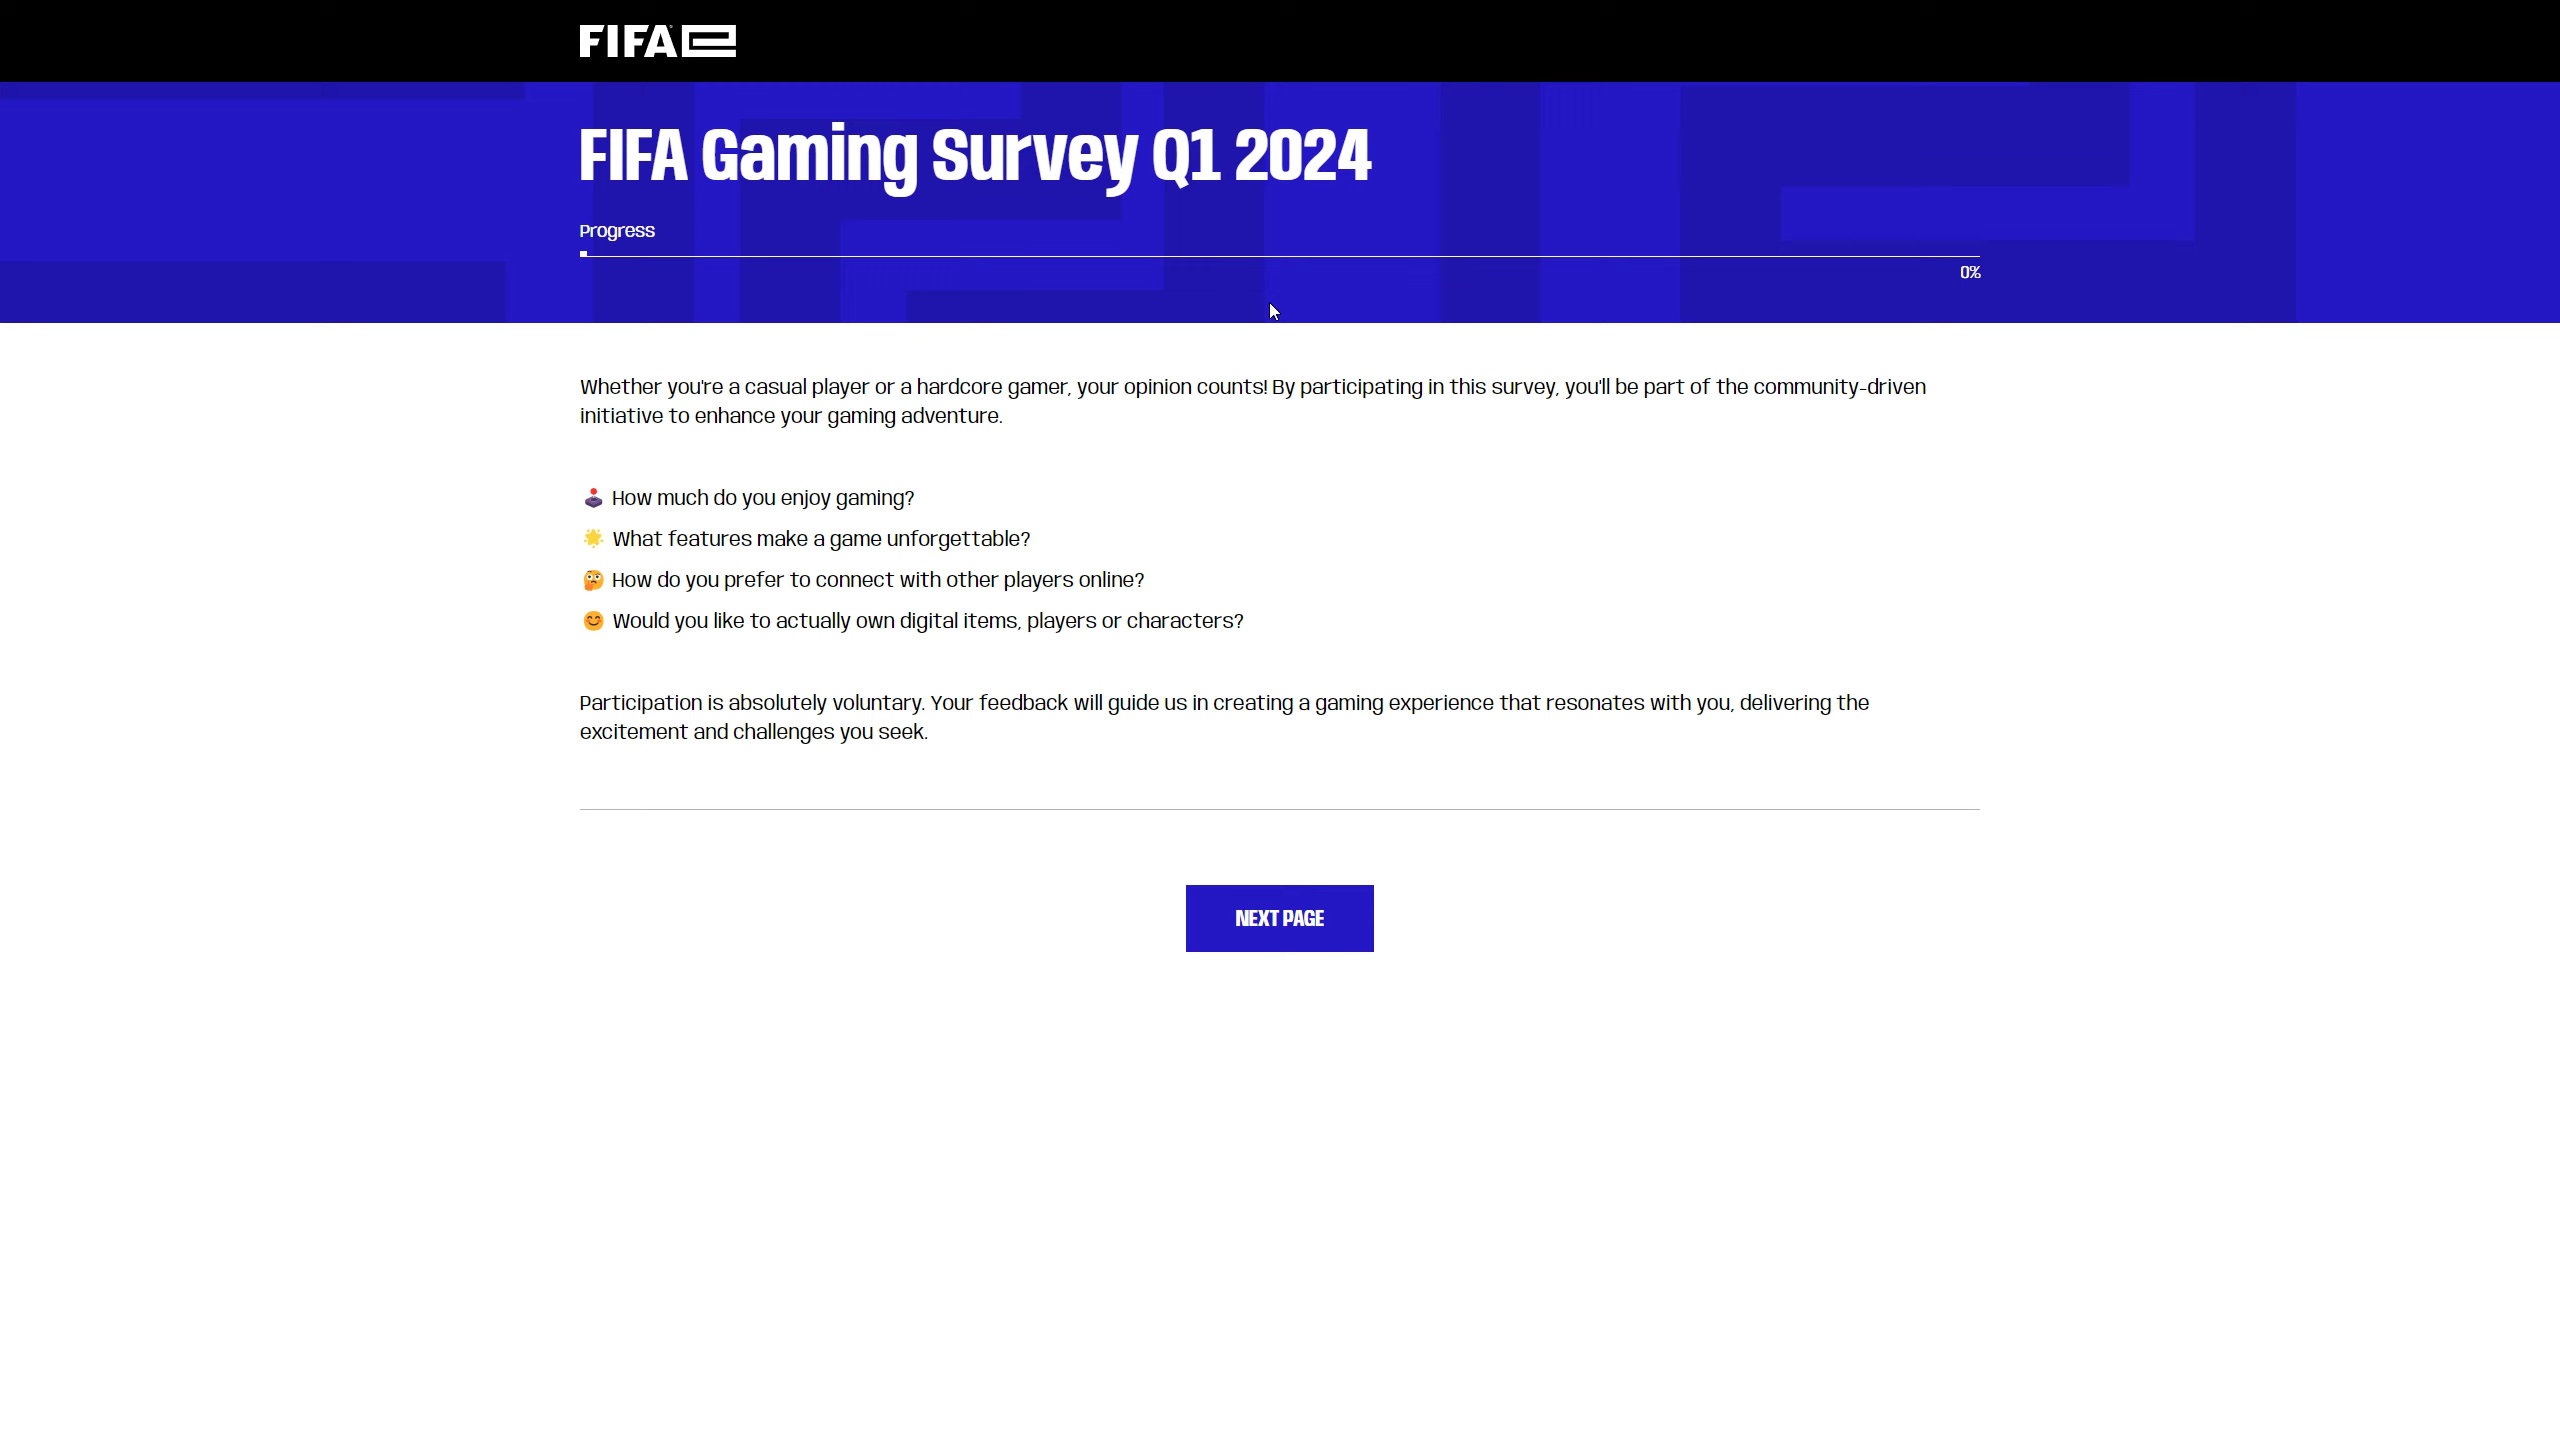 FIFAe
FIFA Gaming Survey Q1 2024
Progress
0%
Whether you're a casual player or a hardcore gamer, your opinion counts! By participating in this survey, you'll be part of the community-driven
initiative to enhance your gaming adventure.
🕹️ How much do you enjoy gaming?
🌟 What features make a game unforgettable?
🤔 How do you prefer to connect with other players online?
😊 Would you like to actually own digital items, players or characters?
Participation is absolutely voluntary. Your feedback will guide us in creating a gaming experience that resonates with you, delivering the
excitement and challenges you seek.
NEXT PAGE